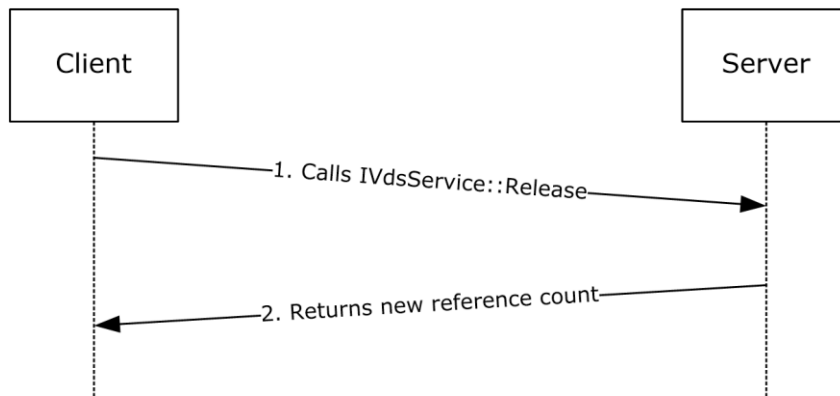 Client
Server
1. Calls IVdsService::Release
2. Returns new reference count